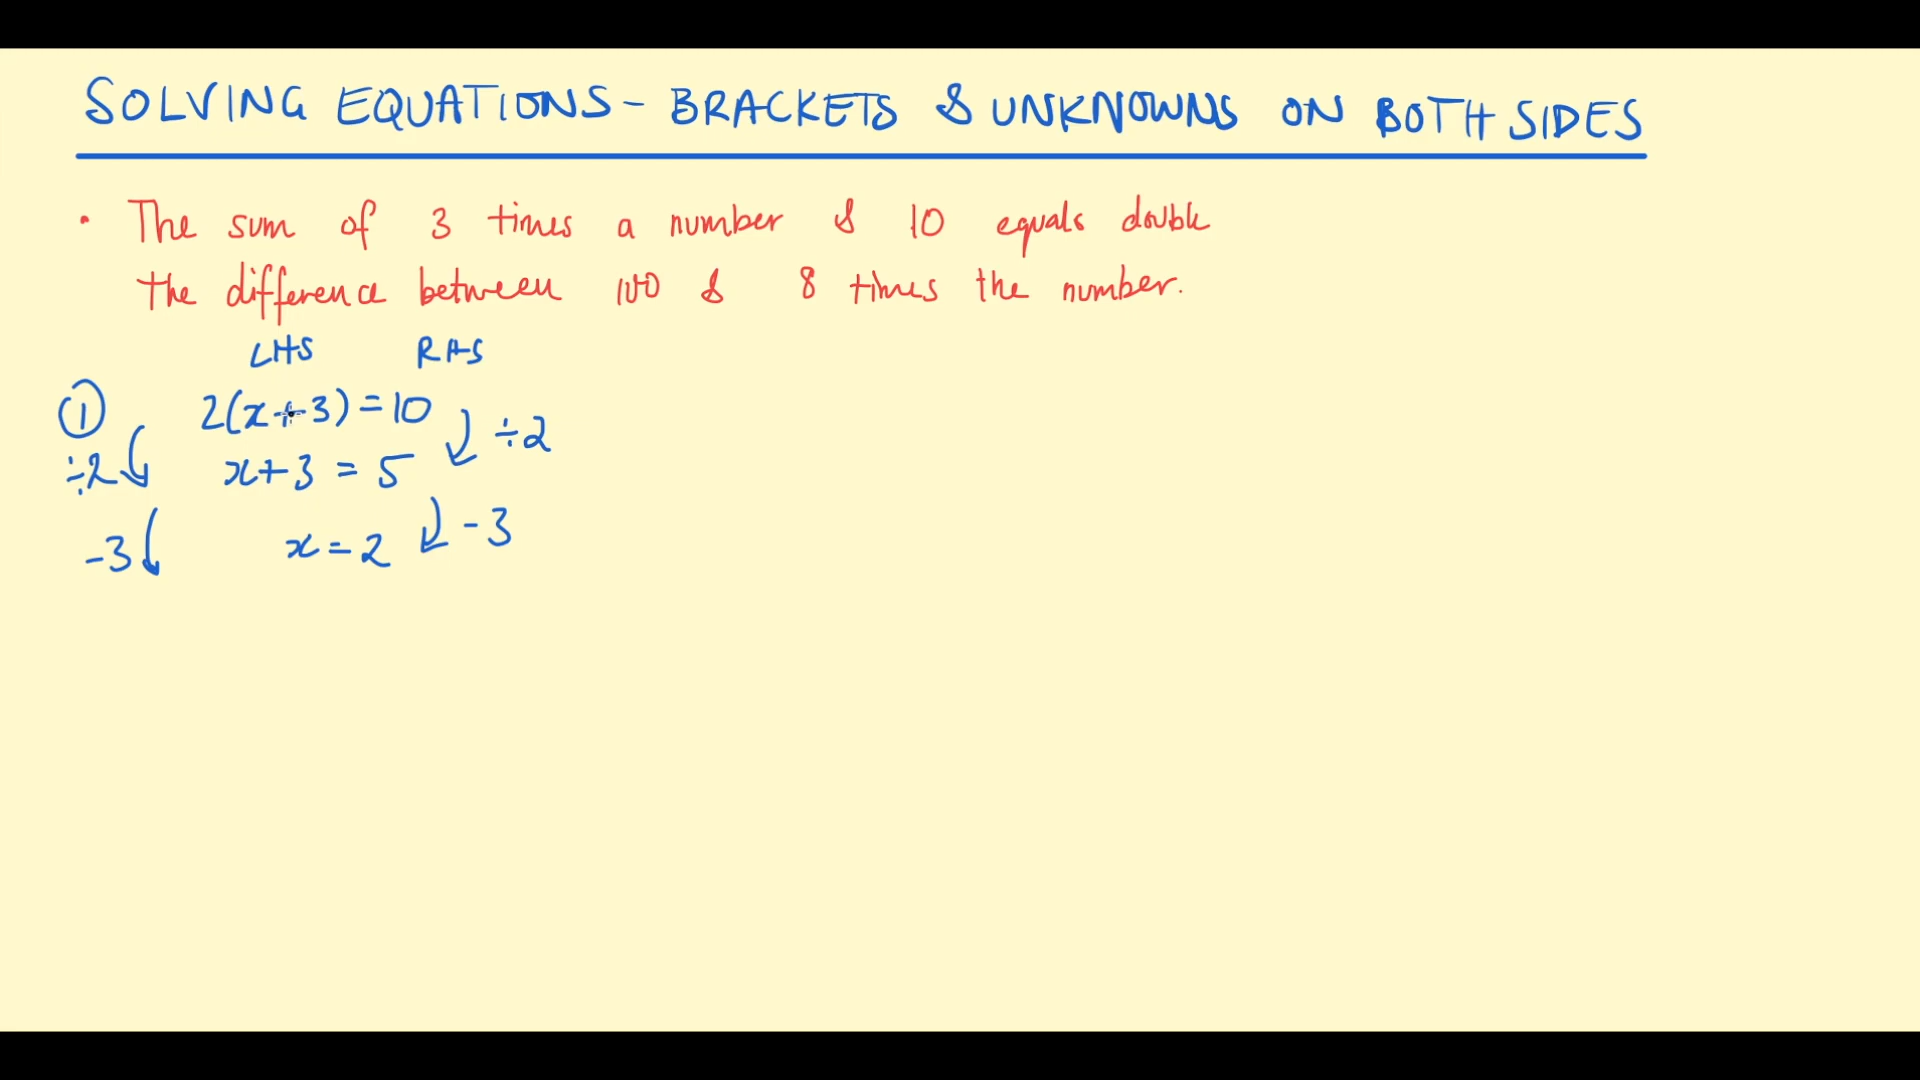 SOLVING EQUATIONS - BRACKETS & UNKNOWNS ON BOTH SIDES
• The sum of 3 times a number & 10 equals double
the difference between 100 & 8 times the number.
LHS RHS
① 2(x+3) = 10
÷2 x+3 = 5 ÷2
-3 x = 2 -3